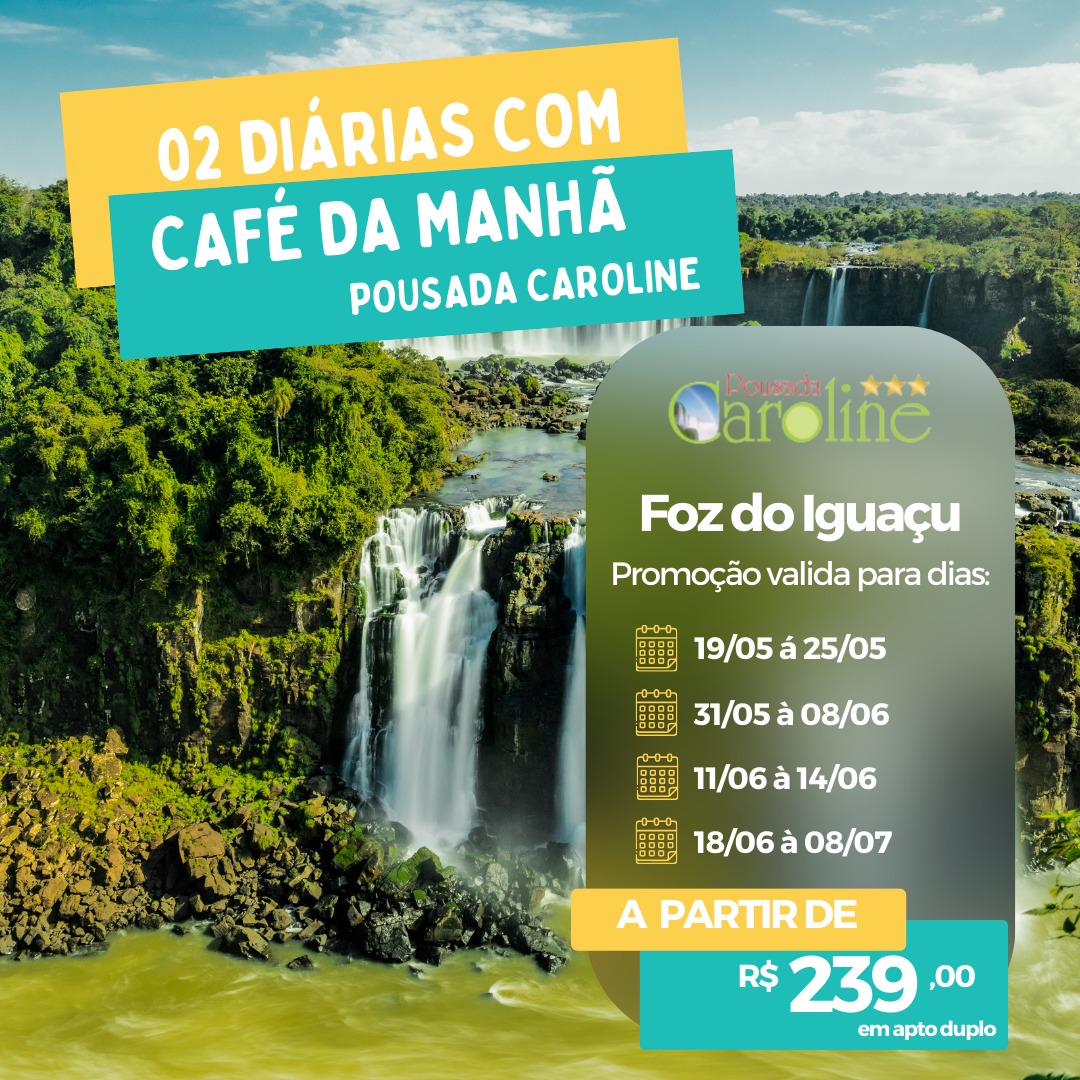 02 DIÁRIAS COM
CAFÉ DA MANHÃ
POUSADA CAROLINE
Pousada
Caroline
Foz do Iguaçu
Promoção valida para dias:
19/05 á 25/05
31/05 à 08/06
11/06 à 14/06
18/06 à 08/07
A PARTIR DE
R$ 239,00
em apto duplo